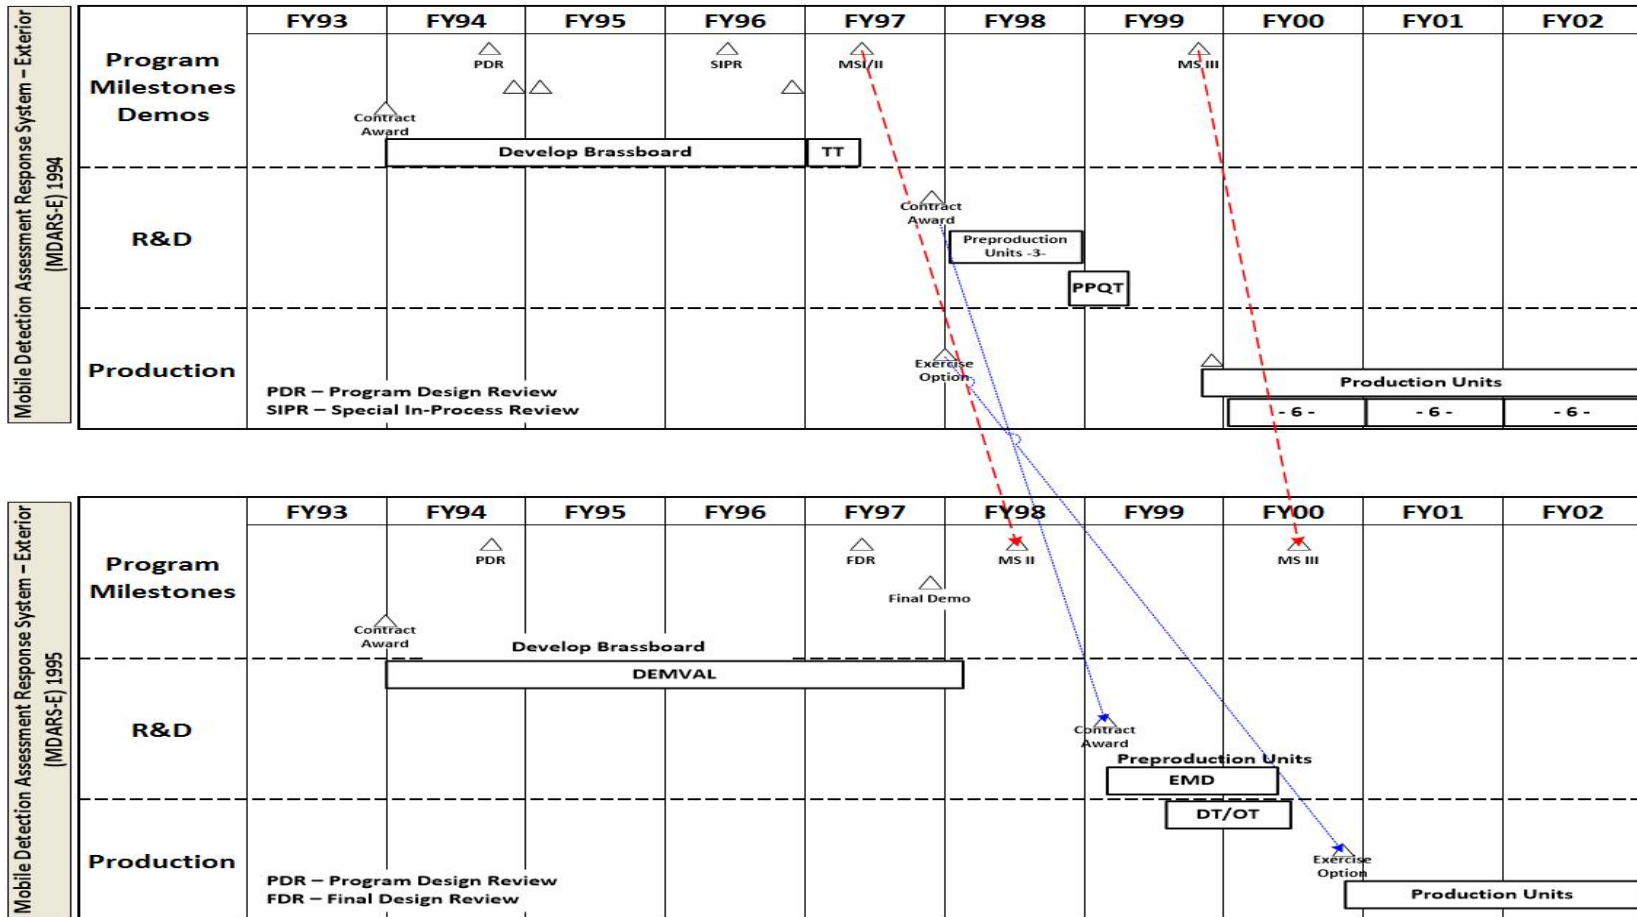 Mobile Detection Assessment Response System – Exterior
(MDARS-E) 1994
FY93 FY94 FY95 FY96 FY97 FY98 FY99 FY00 FY01 FY02
Program
Milestones
Demos
PDR
SIPR
MSI/II
MS III
Contract
Award
Develop Brassboard
TT
R&D
Contract
Award
Preproduction
Units -3-
PPQT
Production
Exercise
Option
Production Units
- 6 - - 6 - - 6 -
PDR – Program Design Review
SIPR – Special In-Process Review
Mobile Detection Assessment Response System – Exterior
(MDARS-E) 1995
FY93 FY94 FY95 FY96 FY97 FY98 FY99 FY00 FY01 FY02
Program
Milestones
PDR
FDR
MS II
MS III
Final Demo
Contract
Award
Develop Brassboard
DEMVAL
R&D
Contract
Award
Preproduction Units
EMD
DT/OT
Production
Exercise
Option
Production Units
PDR – Program Design Review
FDR – Final Design Review